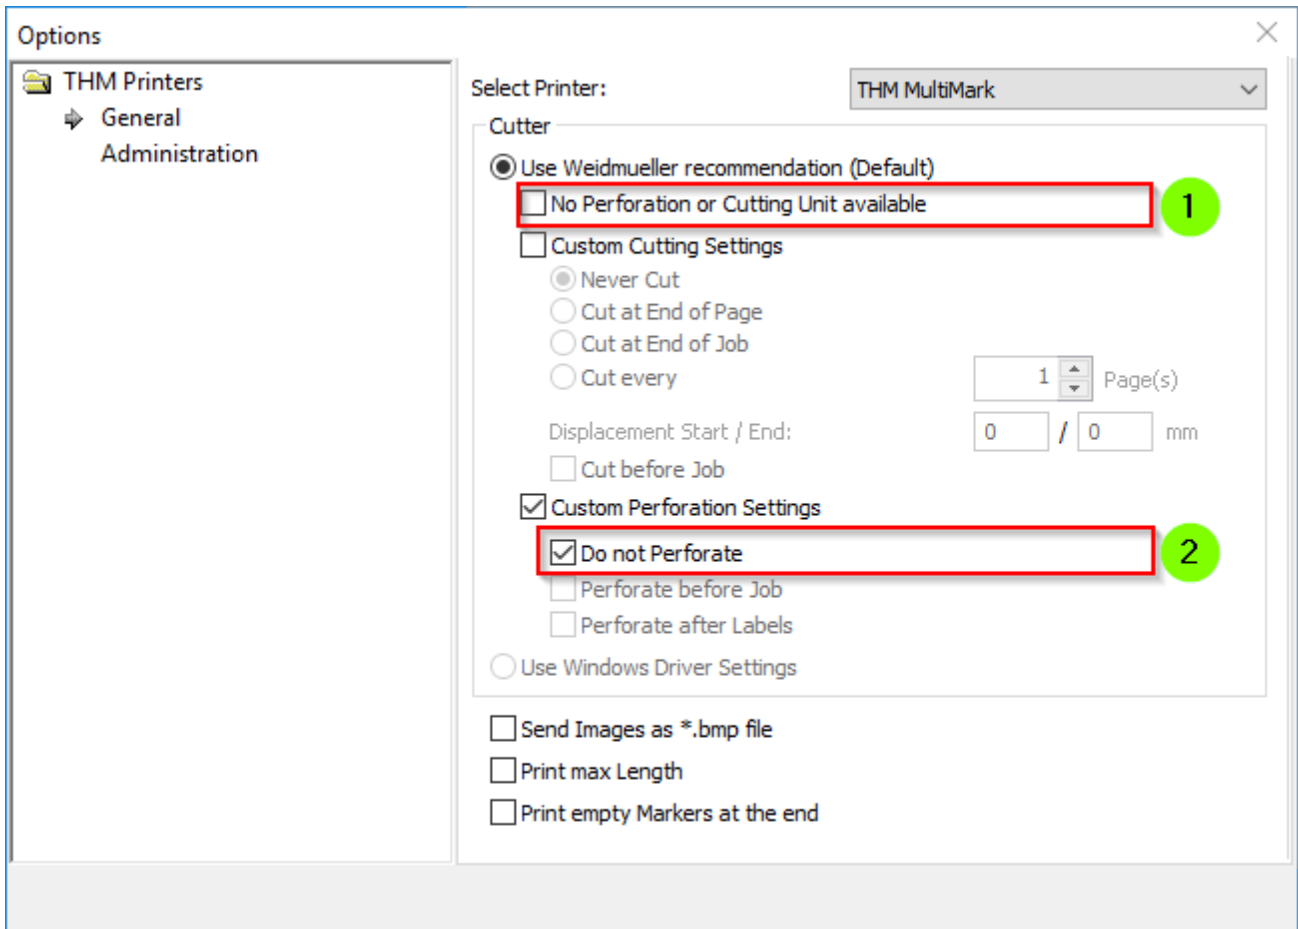 Options
THM Printers
General
Administration
Select Printer: THM MultiMark
Cutter
Use Weidmueller recommendation (Default)
No Perforation or Cutting Unit available 1
Custom Cutting Settings
Never Cut
Cut at End of Page
Cut at End of Job
Cut every 1 Page(s)
Displacement Start / End: 0 / 0 mm
Cut before Job
Custom Perforation Settings
Do not Perforate 2
Perforate before Job
Perforate after Labels
Use Windows Driver Settings
Send Images as *.bmp file
Print max Length
Print empty Markers at the end